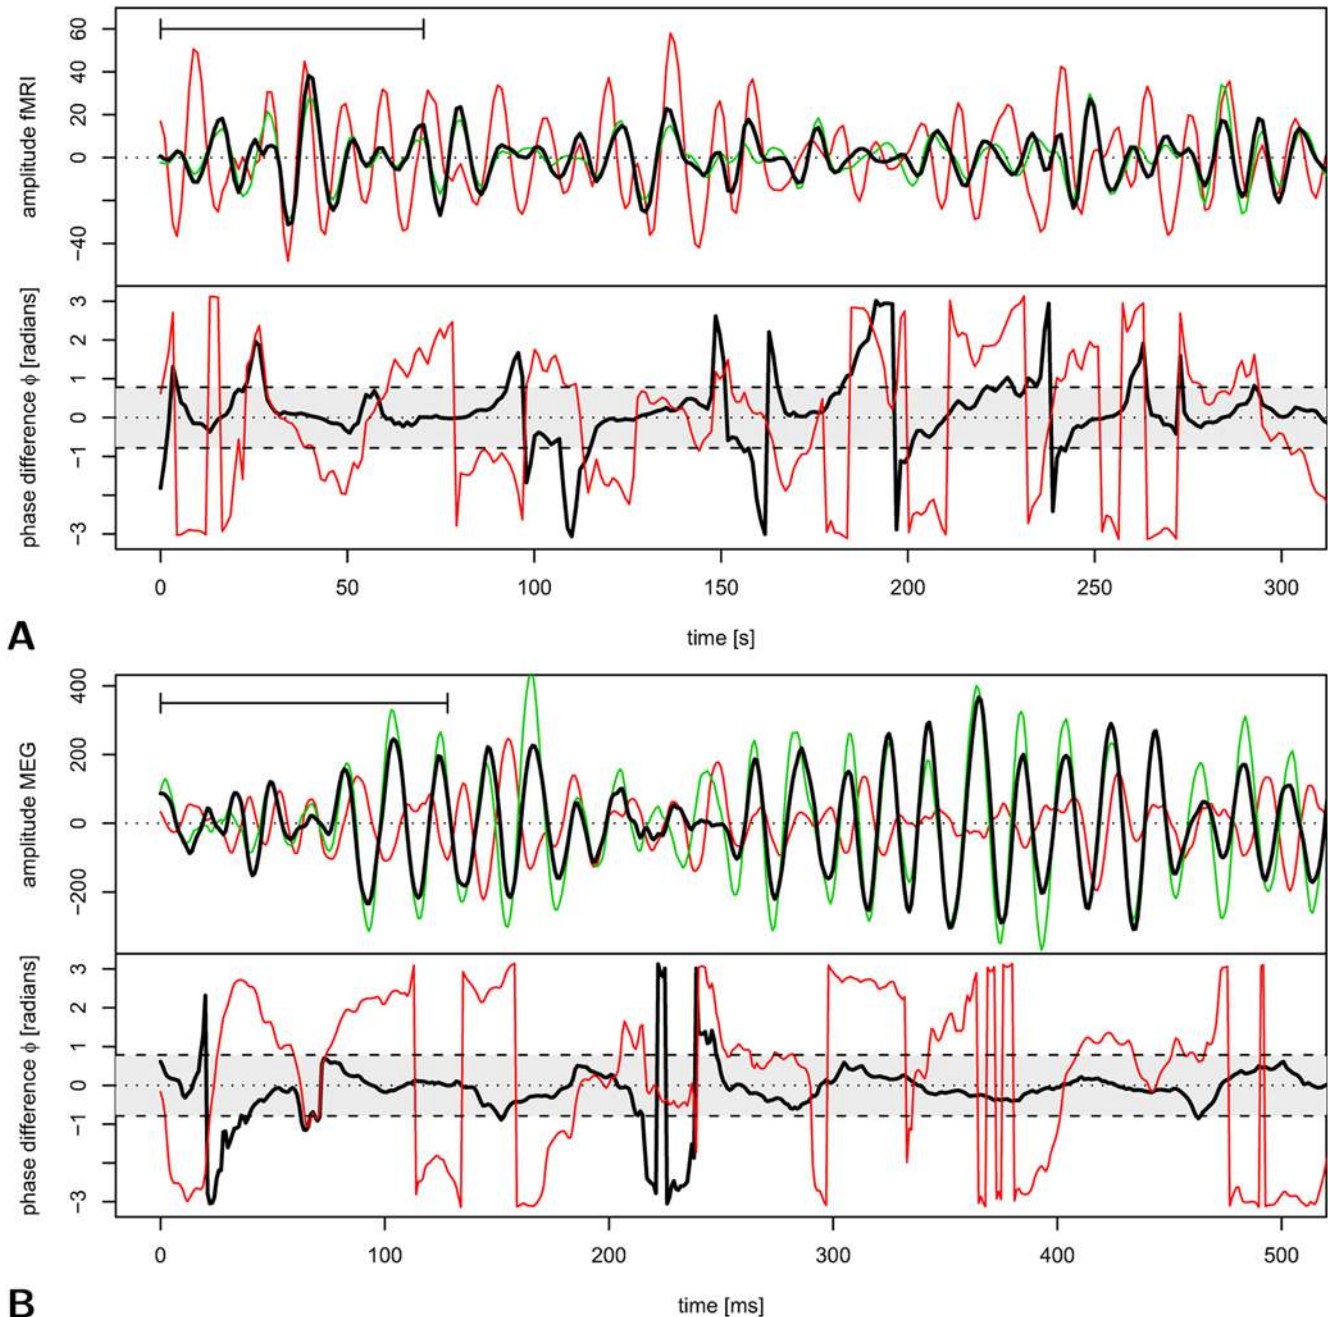 amplitude fMRI
60
40
20
0
−40
phase difference ϕ [radians]
3
2
1
0
−1
−3
0 50 100 150 200 250 300
time [s]
A
amplitude MEG
400
200
0
−200
phase difference ϕ [radians]
3
2
1
0
−1
−3
0 100 200 300 400 500
time [ms]
B